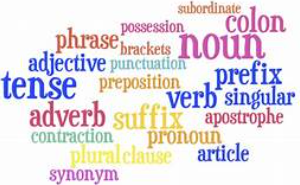 subordinate
possession colon
phrase brackets noun
adjective punctuation
tense preposition prefix
verb singular
adverb suffix apostrophe
contraction pronoun
plural clause article
synonym